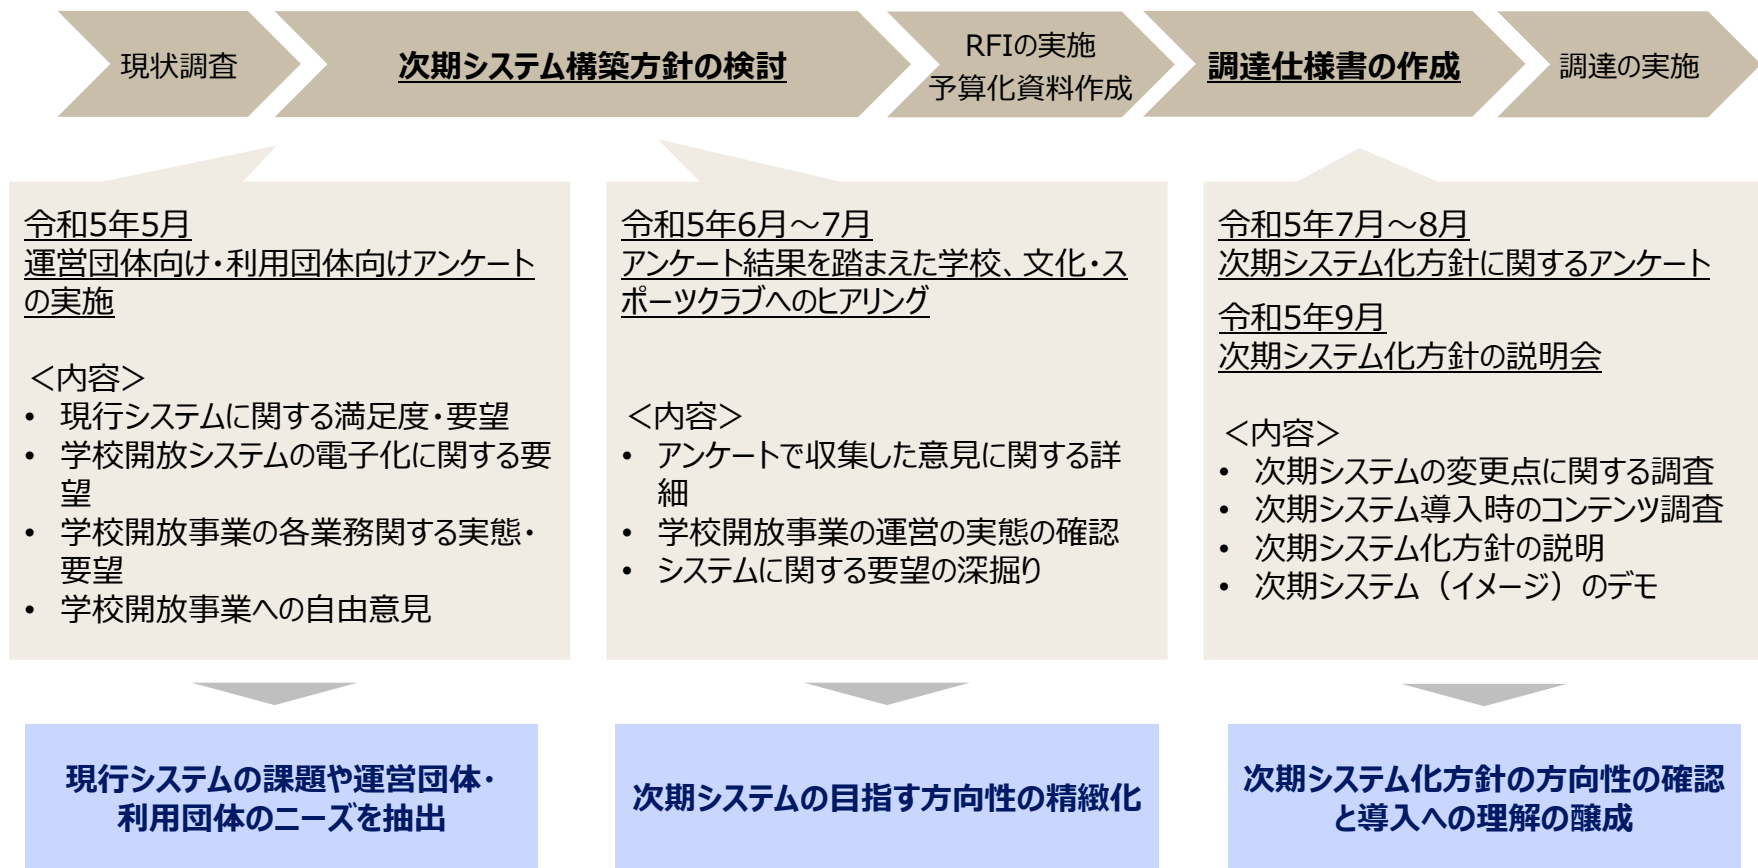 現状調査
次期システム構築方針の検討
RFIの実施
予算化資料作成
調達仕様書の作成
調達の実施
令和5年5月
運営団体向け・利用団体向けアンケート
の実施
＜内容＞
• 現行システムに関する満足度・要望
• 学校開放システムの電子化に関する要
望
• 学校開放事業の各業務関する実態・
要望
• 学校開放事業への自由意見
令和5年6月～7月
アンケート結果を踏まえた学校、文化・ス
ポーツクラブへのヒアリング
＜内容＞
• アンケートで収集した意見に関する詳
細
• 学校開放事業の運営の実態の確認
• システムに関する要望の深掘り
令和5年7月～8月
次期システム化方針に関するアンケート
令和5年9月
次期システム化方針の説明会
＜内容＞
• 次期システムの変更点に関する調査
• 次期システム導入時のコンテンツ調査
• 次期システム化方針の説明
• 次期システム（イメージ）のデモ
現行システムの課題や運営団体・
利用団体のニーズを抽出
次期システムの目指す方向性の精緻化
次期システム化方針の方向性の確認
と導入への理解の醸成